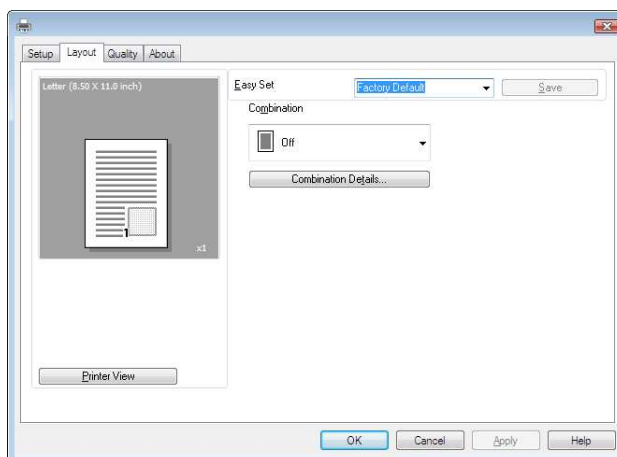 Setup Layout Quality About
Letter (8.50 X 11.0 inch)
Easy Set Factory Default Save
Combination
Off
Combination Details...
1
x1
Printer View
OK Cancel Apply Help